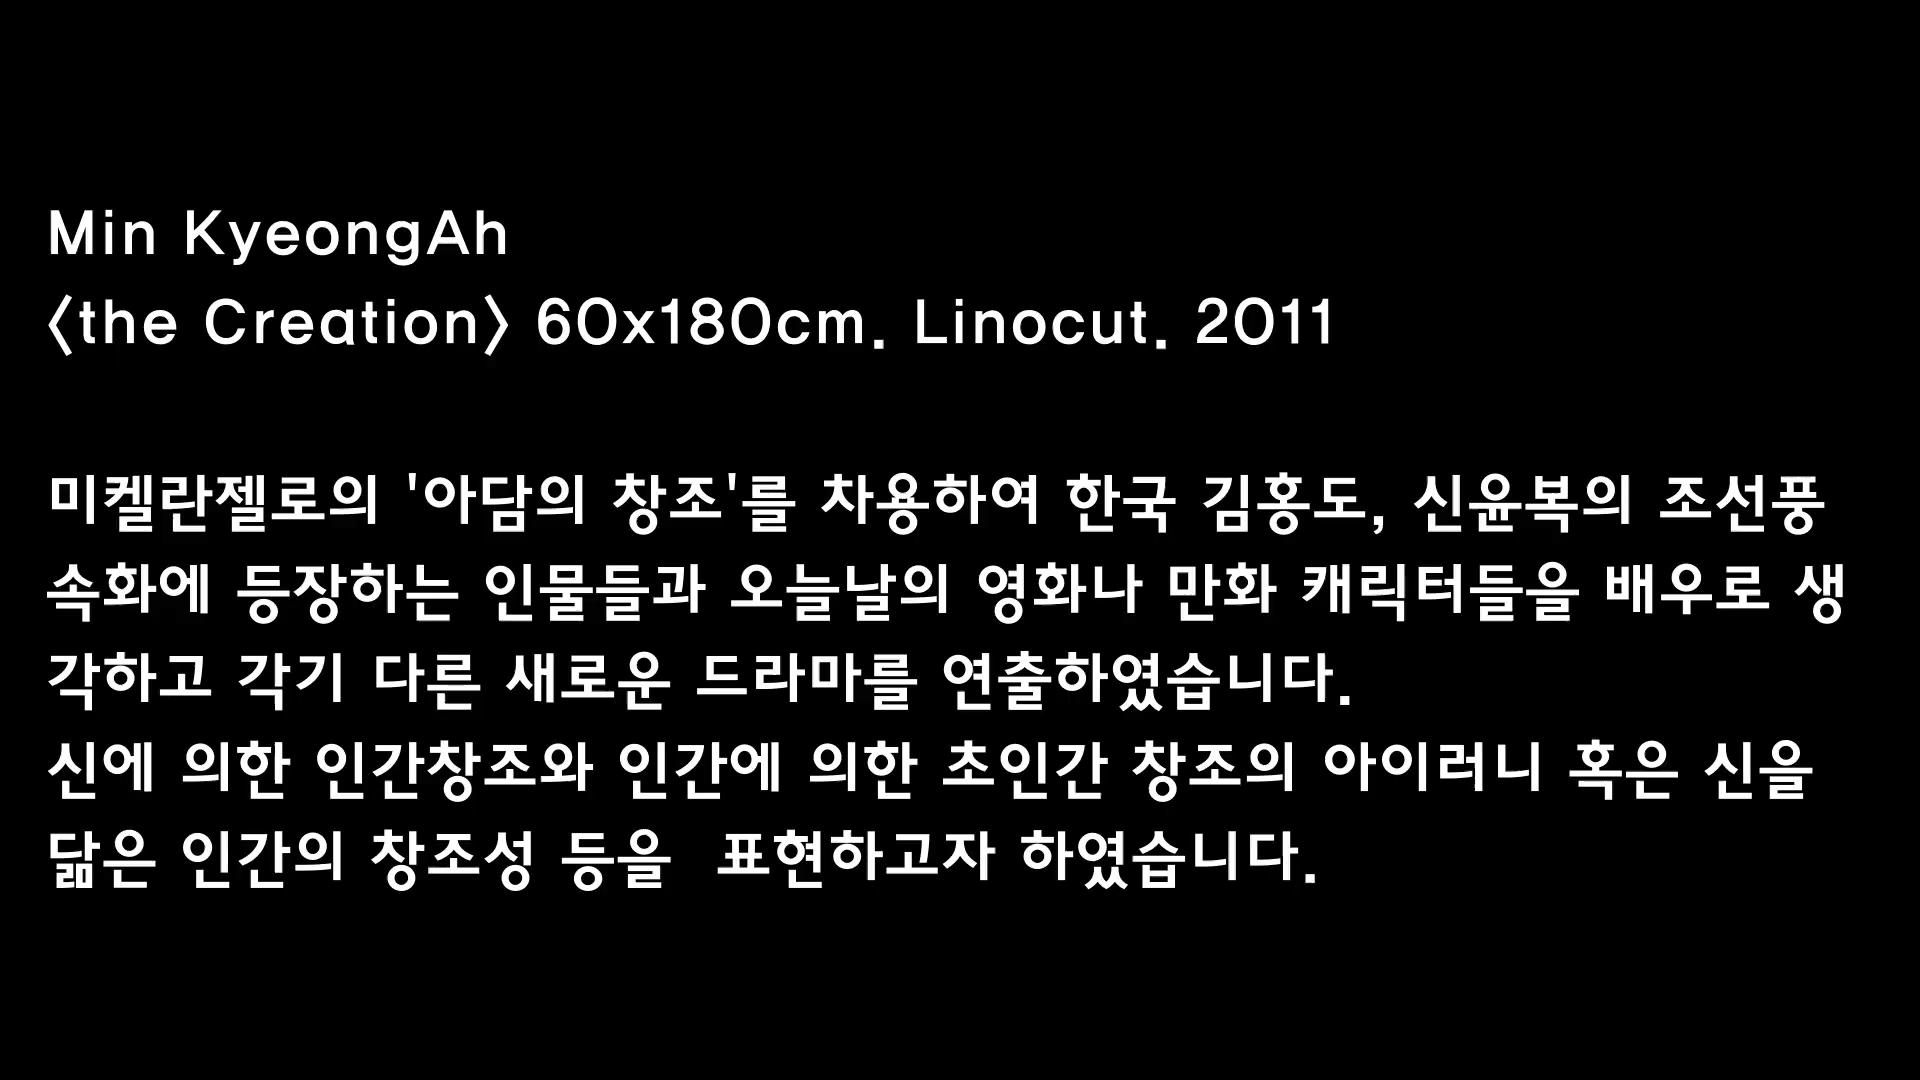 Min KyeongAh
〈the Creation〉 60x180cm. Linocut. 2011
미켈란젤로의 '아담의 창조'를 차용하여 한국 김홍도, 신윤복의 조선풍
속화에 등장하는 인물들과 오늘날의 영화나 만화 캐릭터들을 배우로 생
각하고 각기 다른 새로운 드라마를 연출하였습니다.
신에 의한 인간창조와 인간에 의한 초인간 창조의 아이러니 혹은 신을
닮은 인간의 창조성 등을  표현하고자 하였습니다.